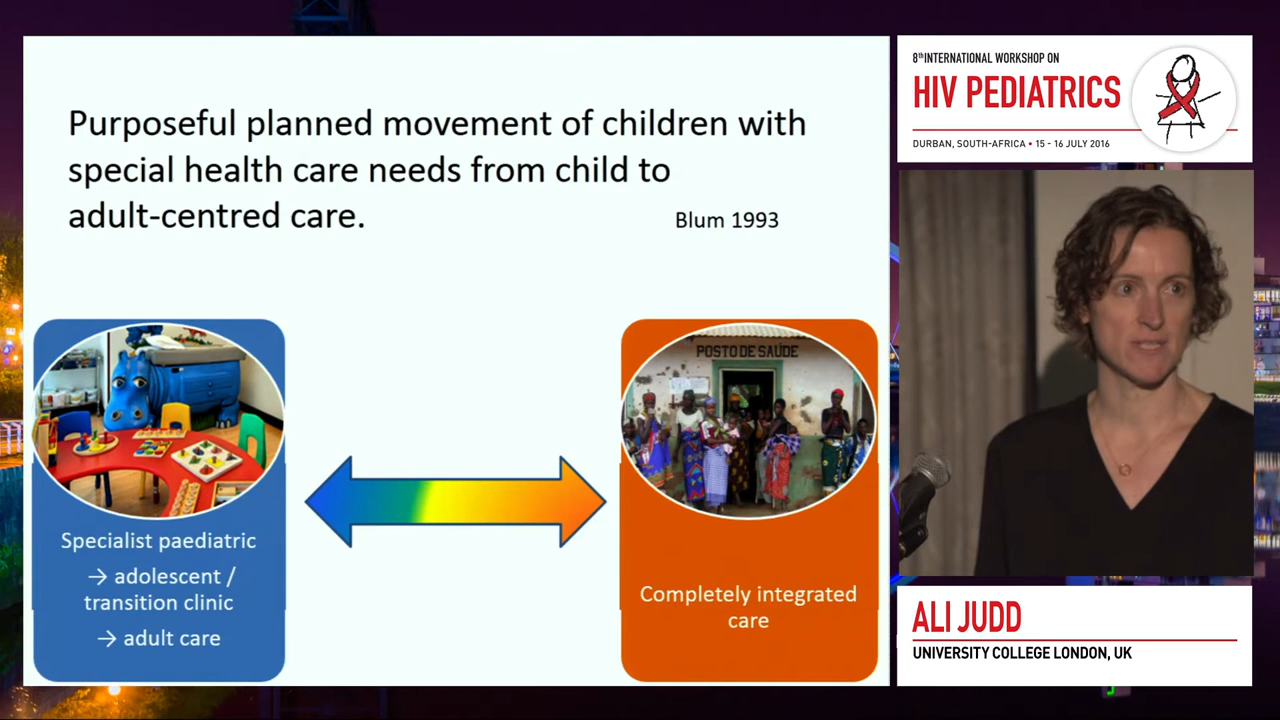 Purposeful planned movement of children with
special health care needs from child to
adult-centred care.
Blum 1993
POSTO DE SAÚDE
Specialist paediatric
→ adolescent /
transition clinic
→ adult care
Completely integrated
care
8th INTERNATIONAL WORKSHOP ON
HIV PEDIATRICS
DURBAN, SOUTH-AFRICA • 15 - 16 JULY 2016
ALI JUDD
UNIVERSITY COLLEGE LONDON, UK